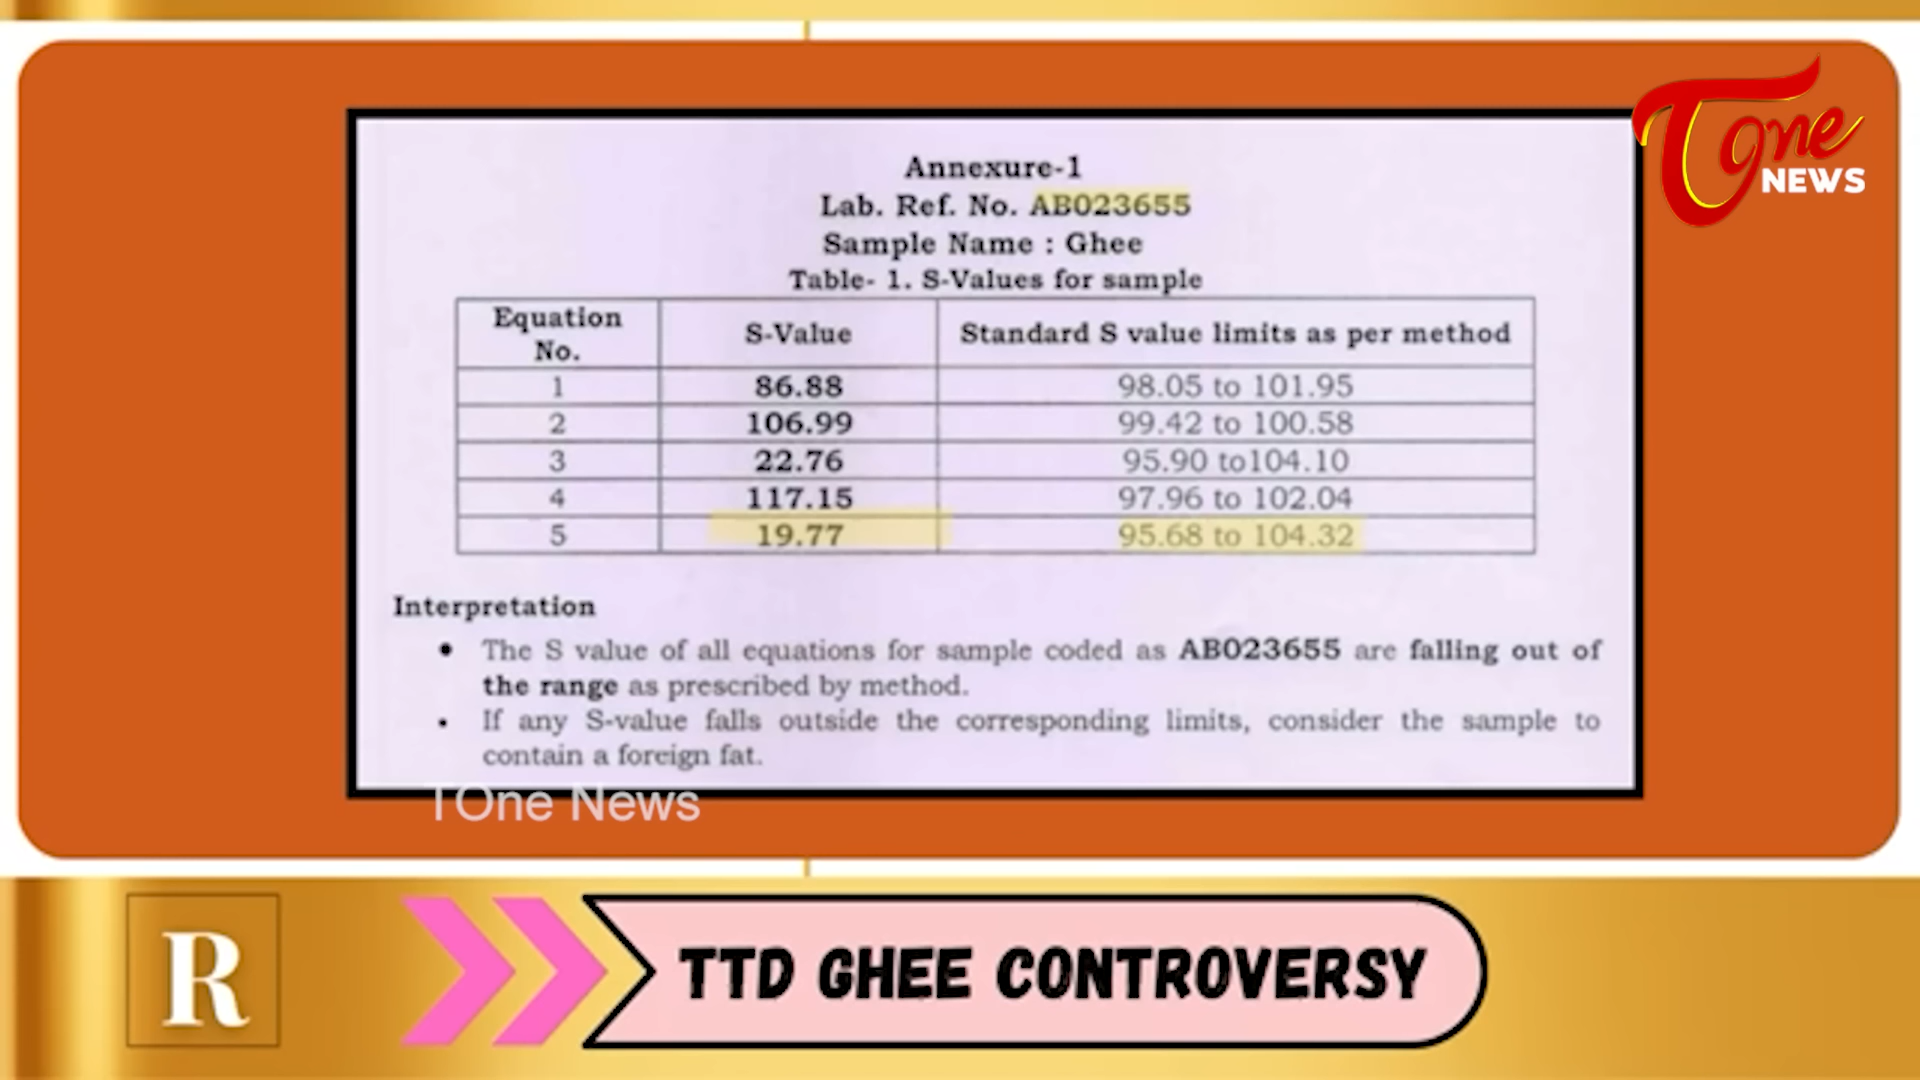 Tone
NEWS
Annexure-1
Lab. Ref. No. AB023655
Sample Name : Ghee
Table- 1. S-Values for sample
Equation No. S-Value Standard S value limits as per method
1 86.88 98.05 to 101.95
2 106.99 99.42 to 100.58
3 22.76 95.90 to104.10
4 117.15 97.96 to 102.04
5 19.77 95.68 to 104.32
Interpretation
• The S value of all equations for sample coded as AB023655 are falling out of
the range as prescribed by method.
• If any S-value falls outside the corresponding limits, consider the sample to
contain a foreign fat.
TOne News
R
TTD GHEE CONTROVERSY